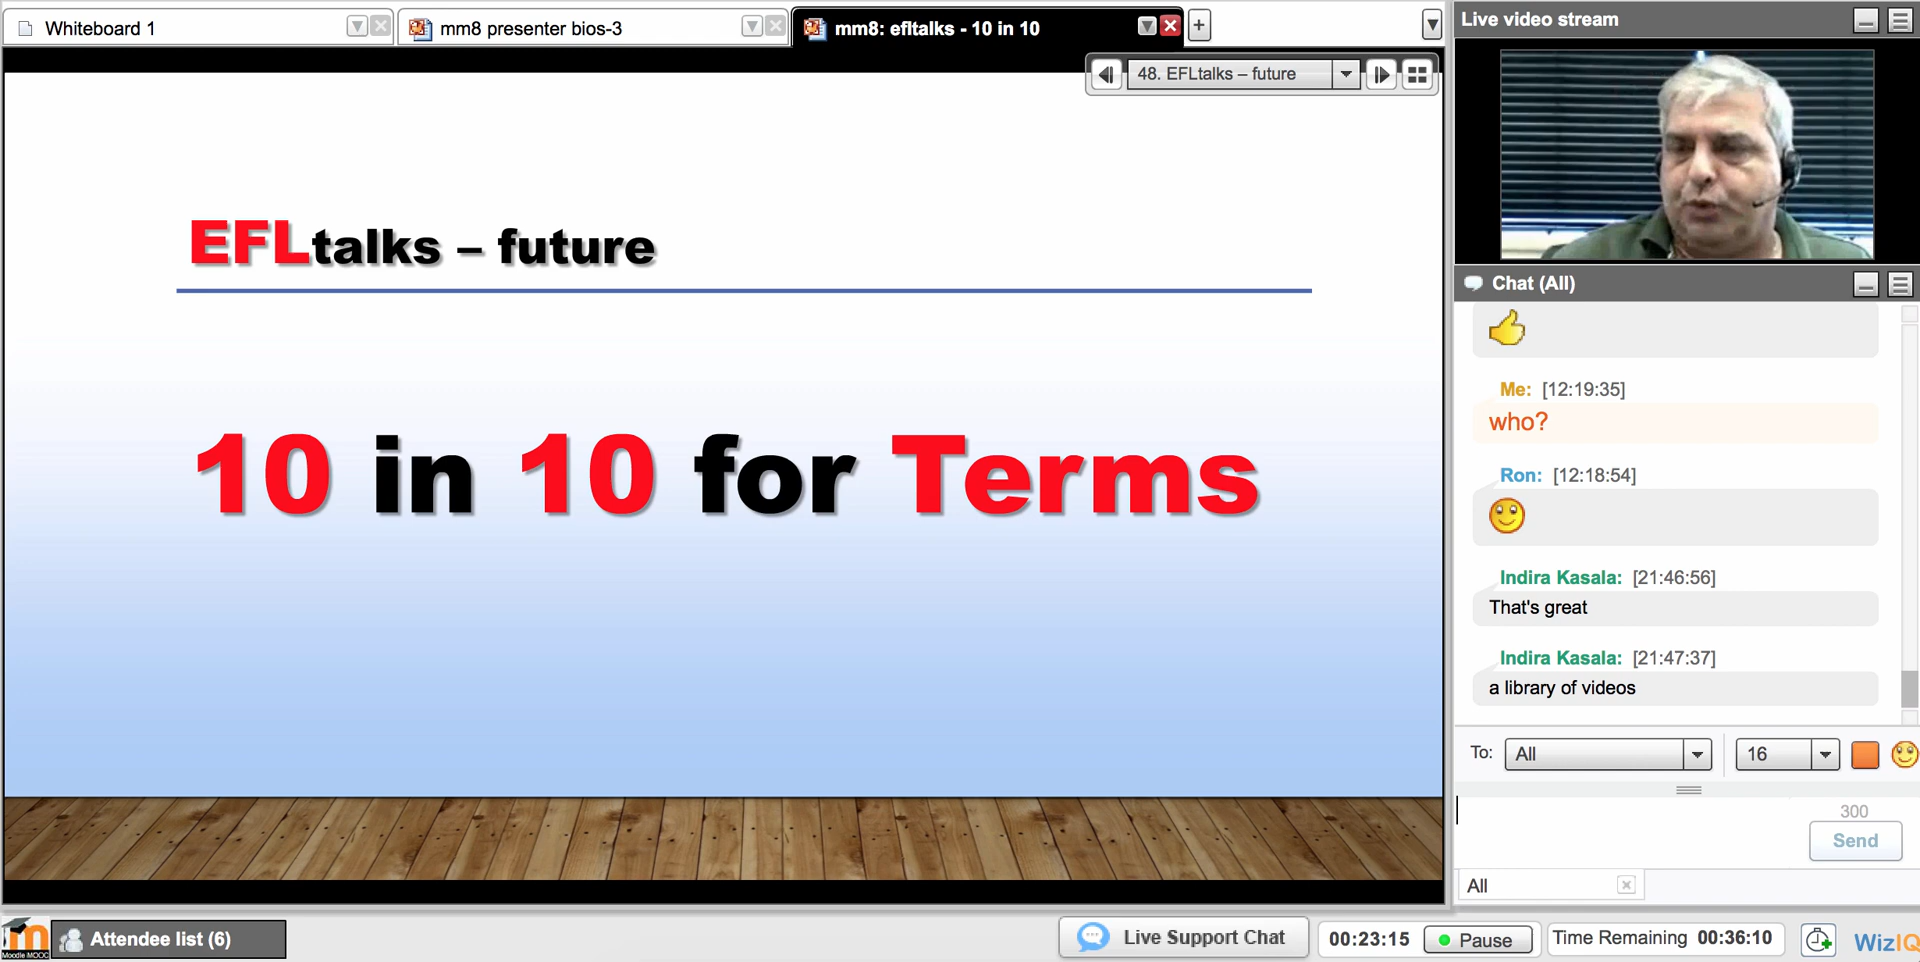 Whiteboard 1
mm8 presenter bios-3
mm8: efltalks - 10 in 10
48. EFLtalks – future
EFLtalks – future
10 in 10 for Terms
Live video stream
Chat (All)
Me: [12:19:35]
who?
Ron: [12:18:54]
Indira Kasala: [21:46:56]
That's great
Indira Kasala: [21:47:37]
a library of videos
To: All 16
300
Send
All
m
Moodle MOOC
Attendee list (6)
Live Support Chat
00:23:15 Pause
Time Remaining 00:36:10
WizIQ